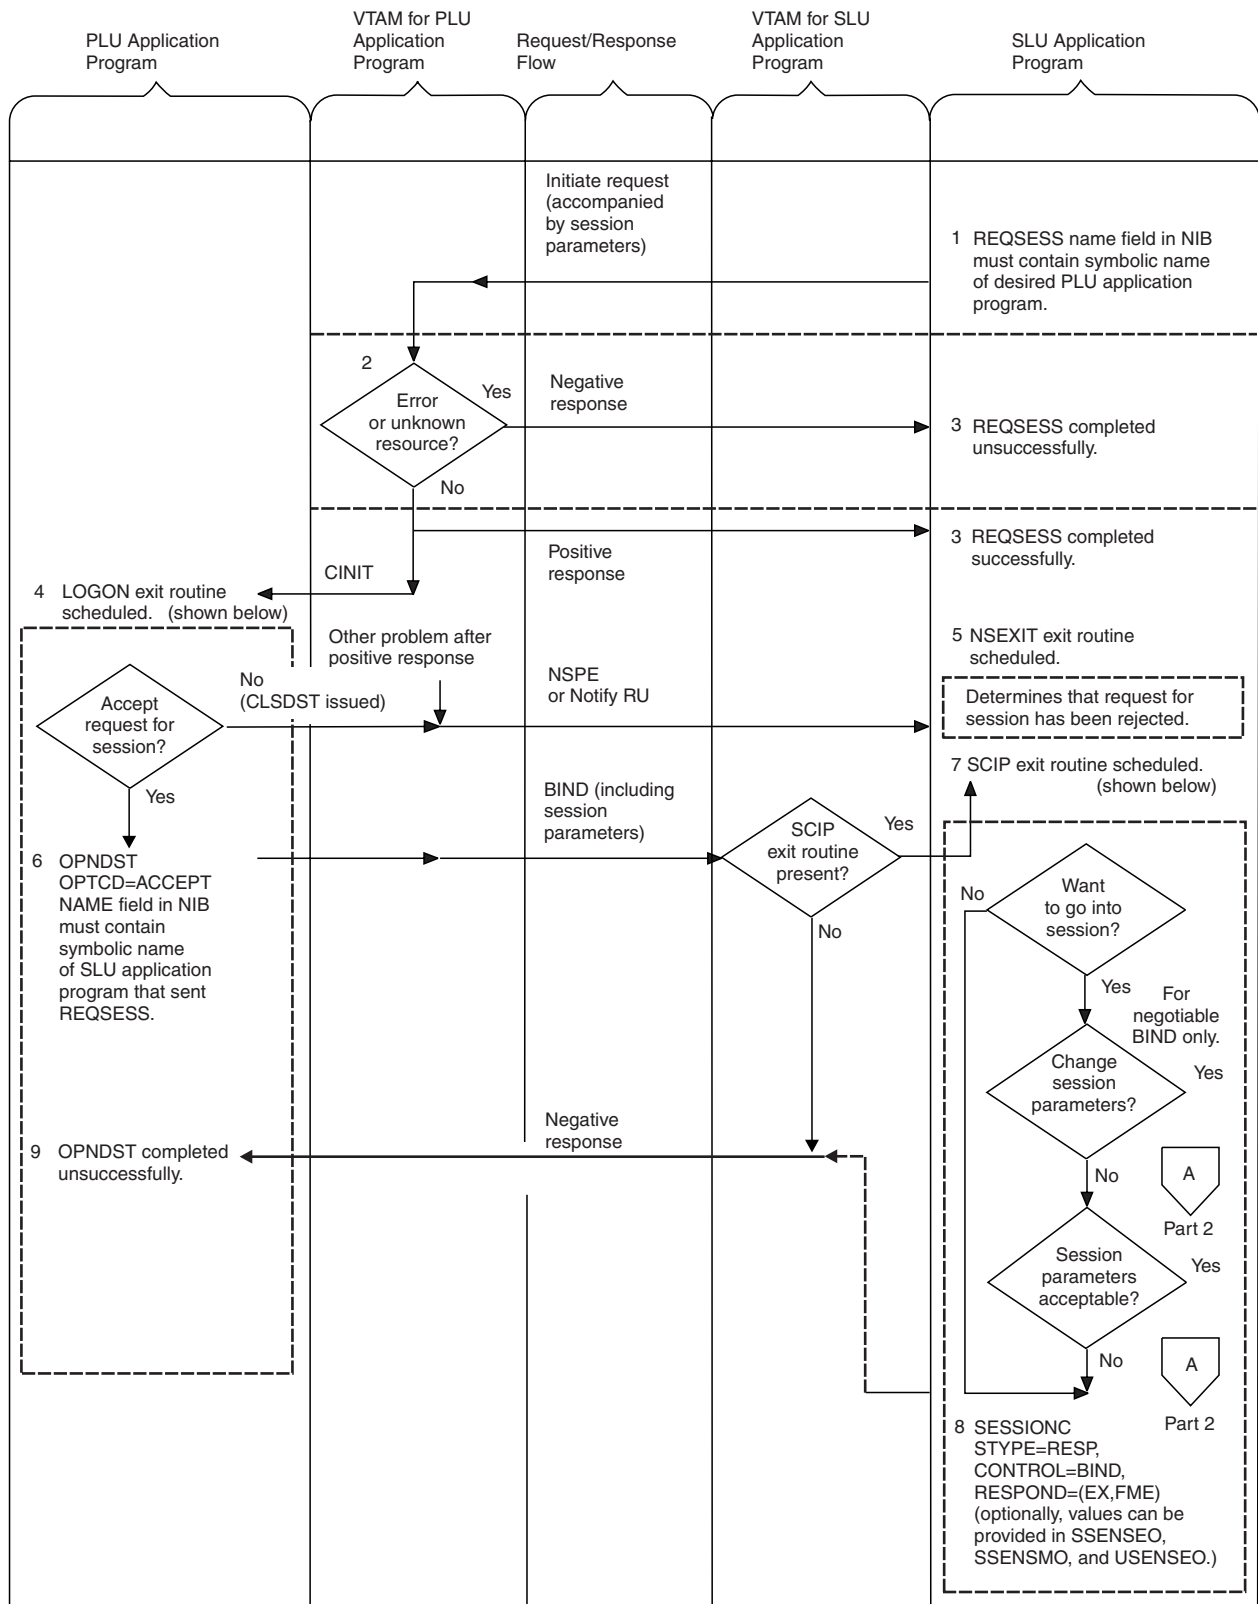 PLU Application
Program
VTAM for PLU
Application
Program
Request/Response
Flow
VTAM for SLU
Application
Program
SLU Application
Program
Initiate request
(accompanied
by session
parameters)
1 REQSESS name field in NIB
must contain symbolic name
of desired PLU application
program.
2
Error
or unknown
resource?
Yes
Negative
response
3 REQSESS completed
unsuccessfully.
No
Positive
response
3 REQSESS completed
successfully.
CINIT
4 LOGON exit routine
scheduled. (shown below)
Other problem after
positive response
5 NSEXIT exit routine
scheduled.
Accept
request for
session?
No
(CLSDST issued)
NSPE
or Notify RU
Determines that request for
session has been rejected.
Yes
BIND (including
session
parameters)
7 SCIP exit routine scheduled.
(shown below)
SCIP
exit routine
present?
Yes
6 OPNDST
OPTCD=ACCEPT
NAME field in NIB
must contain
symbolic name
of SLU application
program that sent
REQSESS.
No
Want
to go into
session?
No
Yes
For
negotiable
BIND only.
Change
session
parameters?
Yes
Negative
response
9 OPNDST completed
unsuccessfully.
No
A
Part 2
Session
parameters
acceptable?
Yes
No
A
Part 2
8 SESSIONC
STYPE=RESP,
CONTROL=BIND,
RESPOND=(EX,FME)
(optionally, values can be
provided in SSENSEO,
SSENSMO, and USENSEO.)